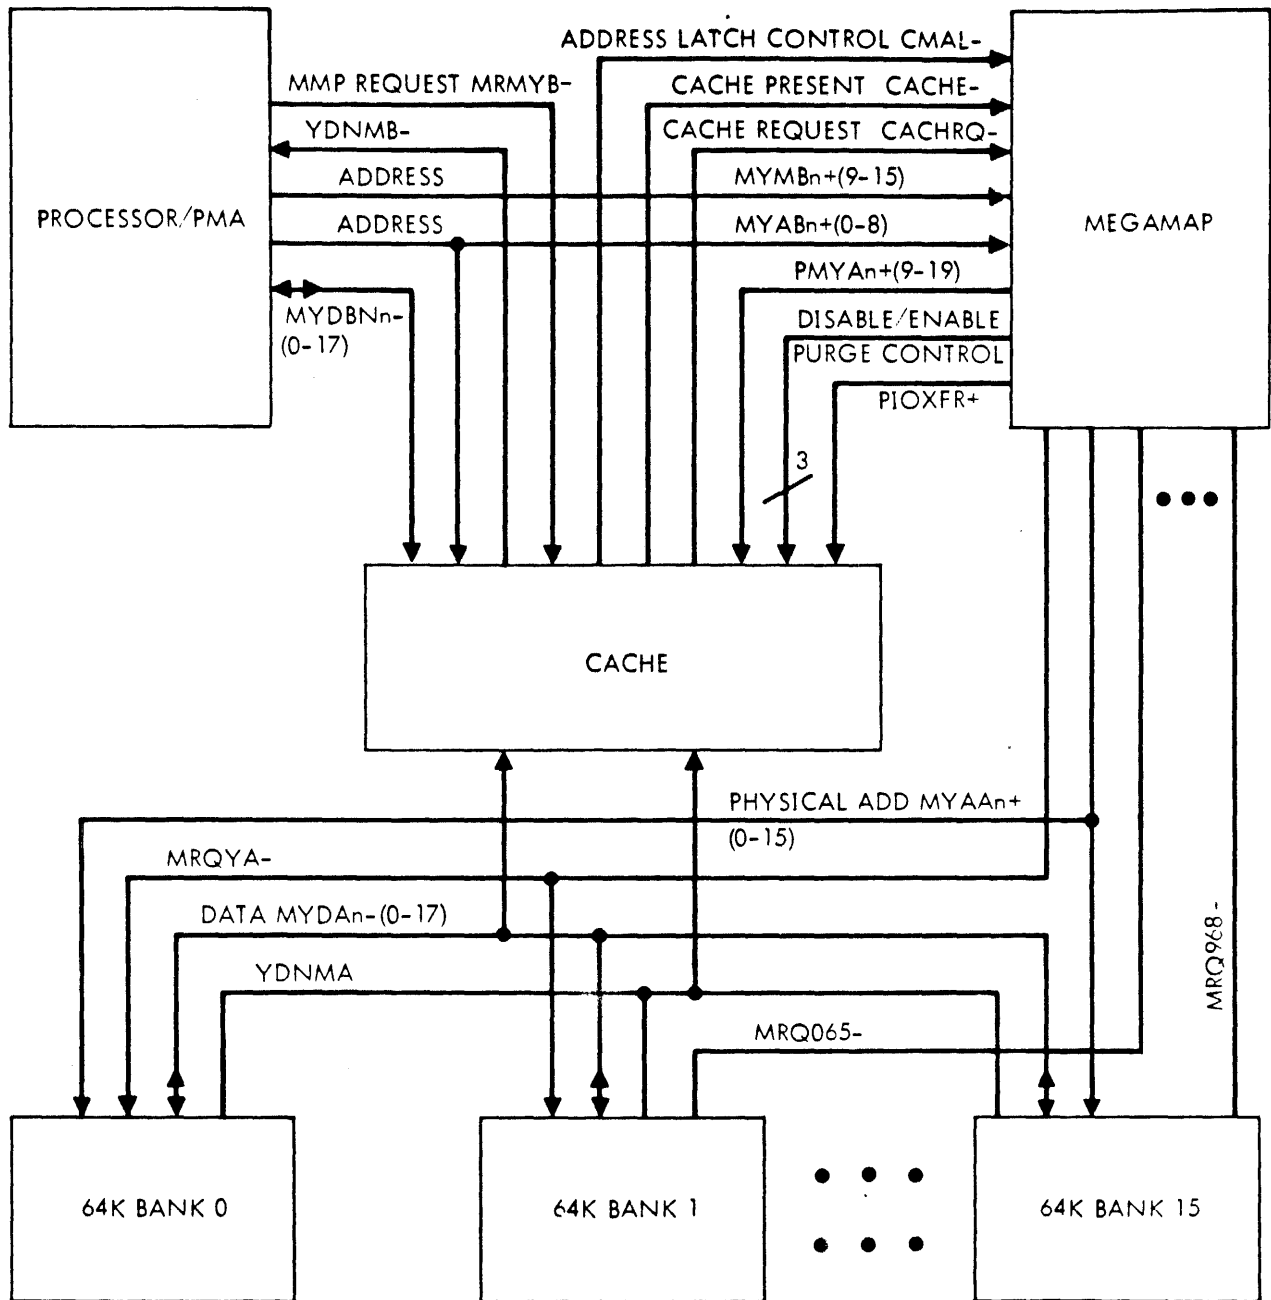 ADDRESS LATCH CONTROL CMAL-
MMP REQUEST MRMYB-
CACHE PRESENT CACHE-
YDNMB-
CACHE REQUEST CACHRQ-
ADDRESS
MYMBn+(9-15)
PROCESSOR/PMA
ADDRESS
MYABn+(0-8)
MEGAMAP
PMYAn+(9-19)
MYDBNn-
(0-17)
DISABLE/ENABLE
PURGE CONTROL
PIOXFR+
3
CACHE
PHYSICAL ADD MYAAn+
(0-15)
MRQYA-
DATA MYDAn-(0-17)
MRQ968-
YDNMA
MRQ065-
64K BANK 0
64K BANK 1
64K BANK 15